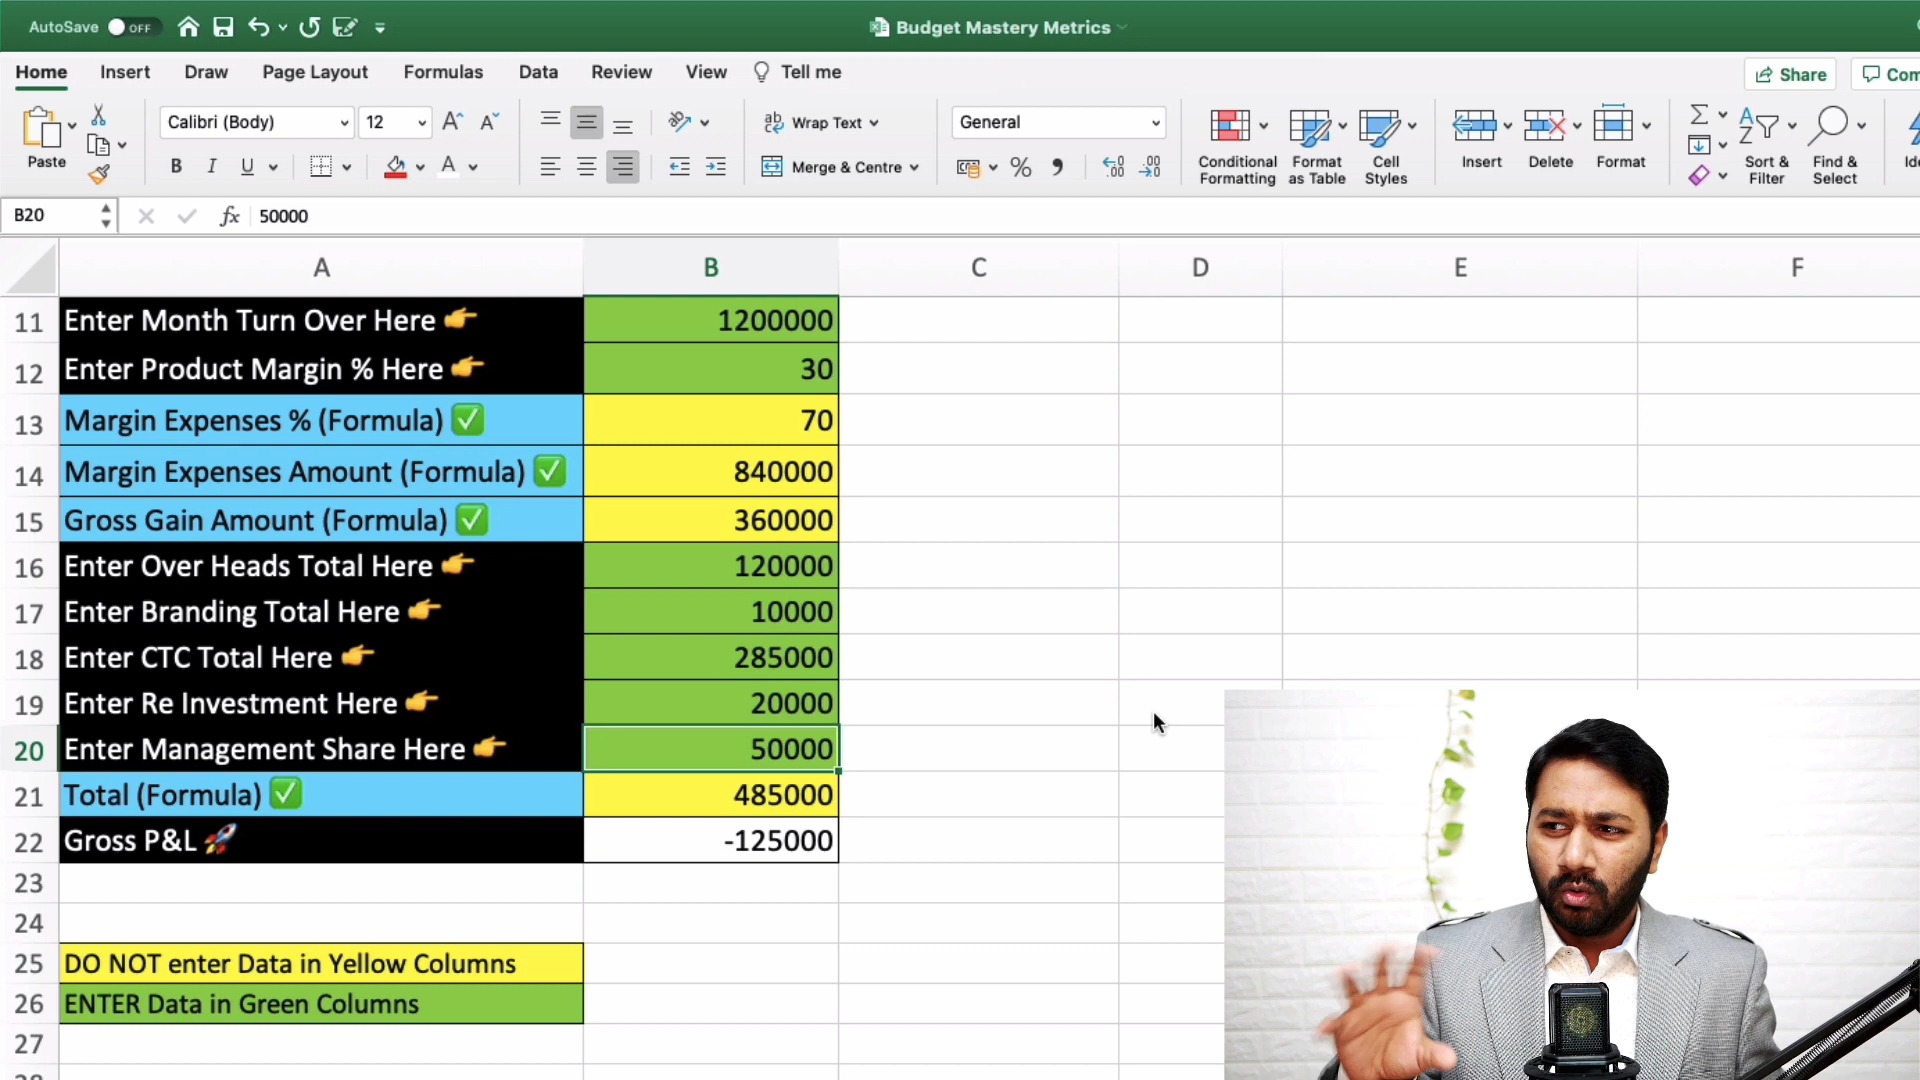 AutoSave OFF
Budget Mastery Metrics
Home Insert Draw Page Layout Formulas Data Review View Tell me
Share
Calibri (Body) 12
Wrap Text
General
Paste
B I U A
Merge & Centre
%
Conditional Formatting
Format as Table
Cell Styles
Insert
Delete
Format
Sort & Filter
Find & Select
B20 fx 50000
A B C D E F
11 Enter Month Turn Over Here 👉 1200000
12 Enter Product Margin % Here 👉 30
13 Margin Expenses % (Formula) ✅ 70
14 Margin Expenses Amount (Formula) ✅ 840000
15 Gross Gain Amount (Formula) ✅ 360000
16 Enter Over Heads Total Here 👉 120000
17 Enter Branding Total Here 👉 10000
18 Enter CTC Total Here 👉 285000
19 Enter Re Investment Here 👉 20000
20 Enter Management Share Here 👉 50000
21 Total (Formula) ✅ 485000
22 Gross P&L 🚀 -125000
23
24
25 DO NOT enter Data in Yellow Columns
26 ENTER Data in Green Columns
27